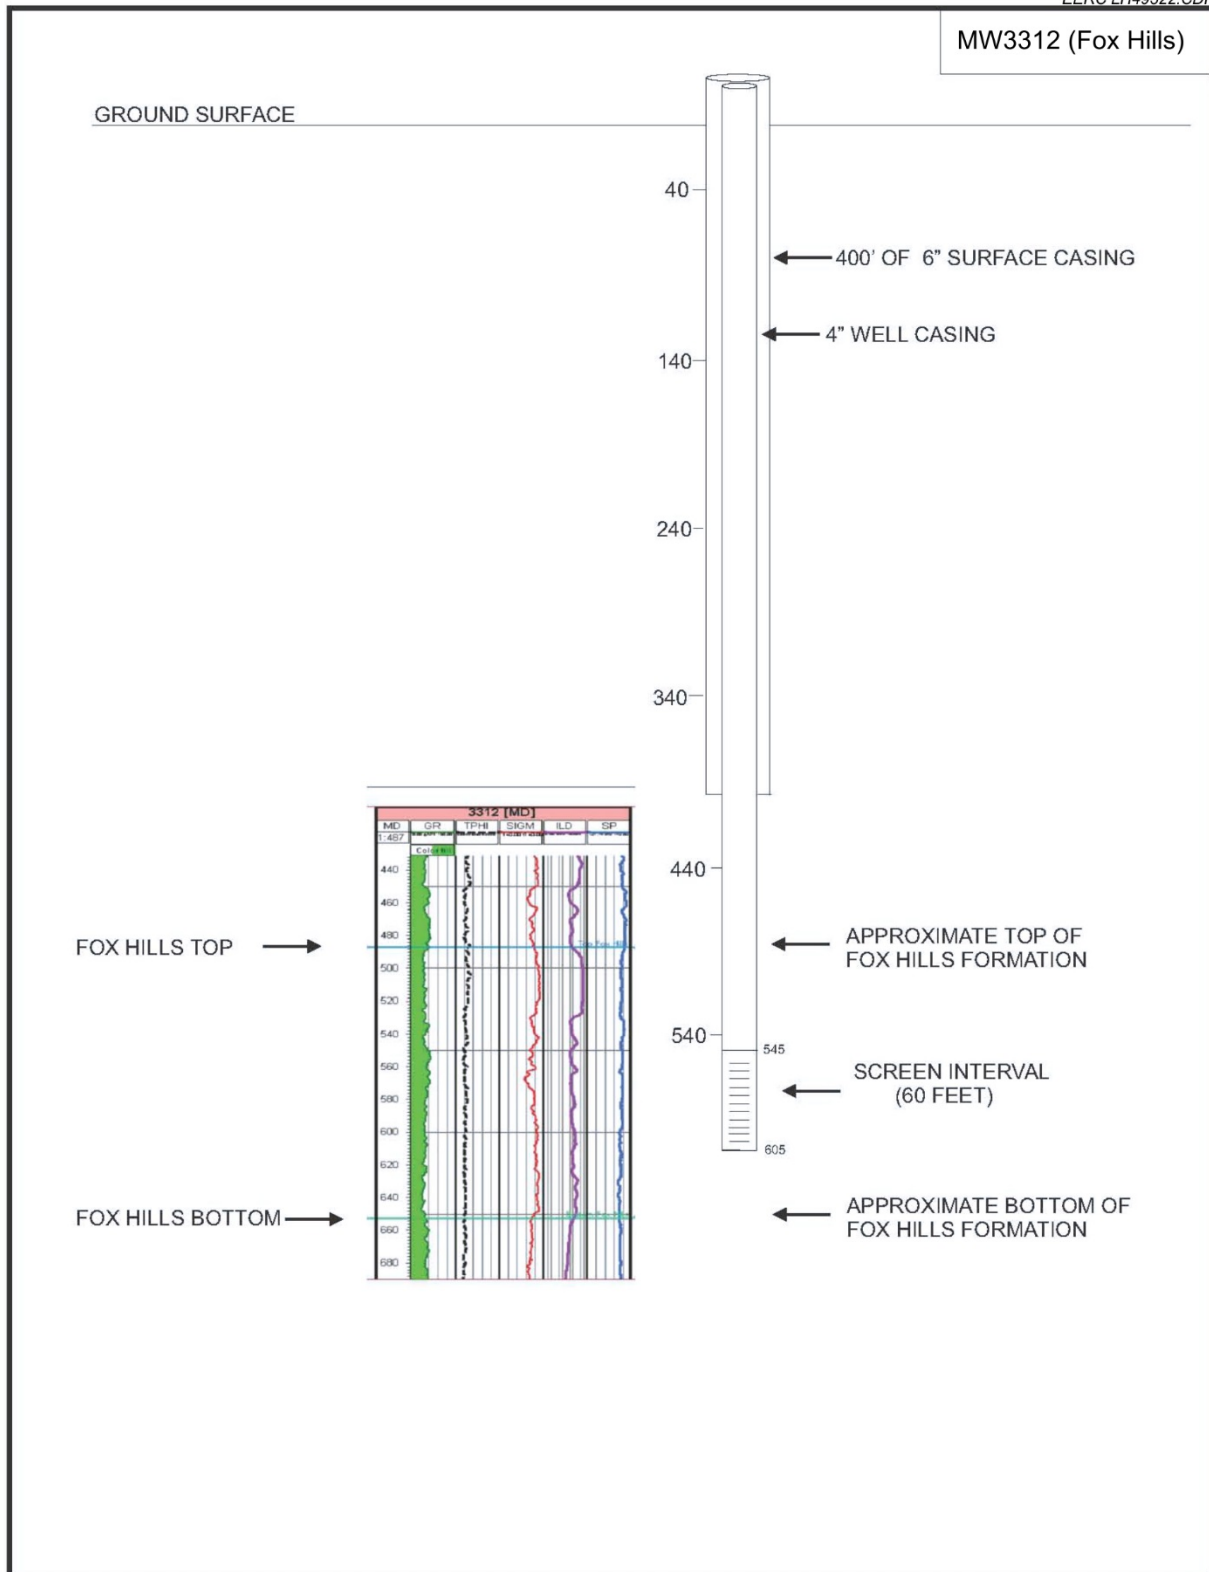 MW3312 (Fox Hills)
GROUND SURFACE
40
400' OF 6" SURFACE CASING
4" WELL CASING
140
240
340
3312 [MD]
MD GR TPHI SIGM ILD SP
1:467
440
460
480
500
520
540
560
580
600
620
640
660
680
440
FOX HILLS TOP
APPROXIMATE TOP OF
FOX HILLS FORMATION
540
545
SCREEN INTERVAL
(60 FEET)
605
FOX HILLS BOTTOM
APPROXIMATE BOTTOM OF
FOX HILLS FORMATION